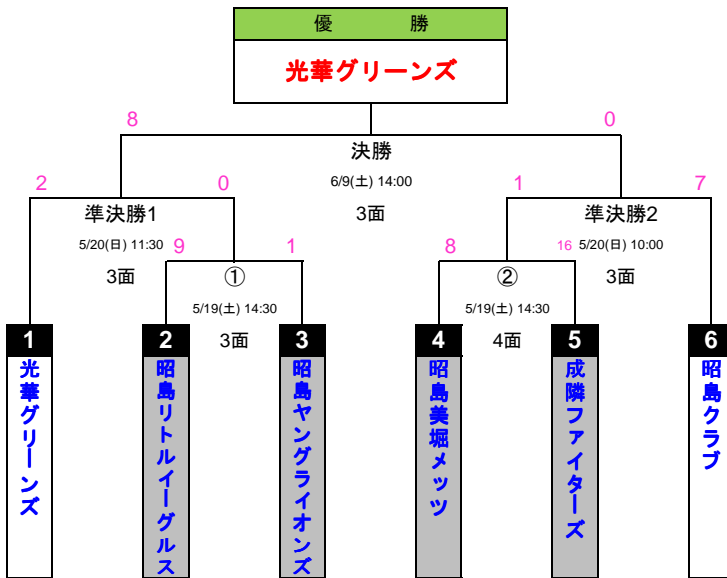 優 勝
光華グリーンズ
8
0
決勝
6/9(土) 14:00
3面
2
0
1
7
準決勝1
5/20(日) 11:30
3面
準決勝2
5/20(日) 10:00
3面
9
1
8
16
①
5/19(土) 14:30
3面
②
5/19(土) 14:30
4面
1
光華グリーンズ
2
昭島リトルイーグルス
3
昭島ヤングライオンズ
4
昭島美堀メッツ
5
成隣ファイターズ
6
昭島クラブ